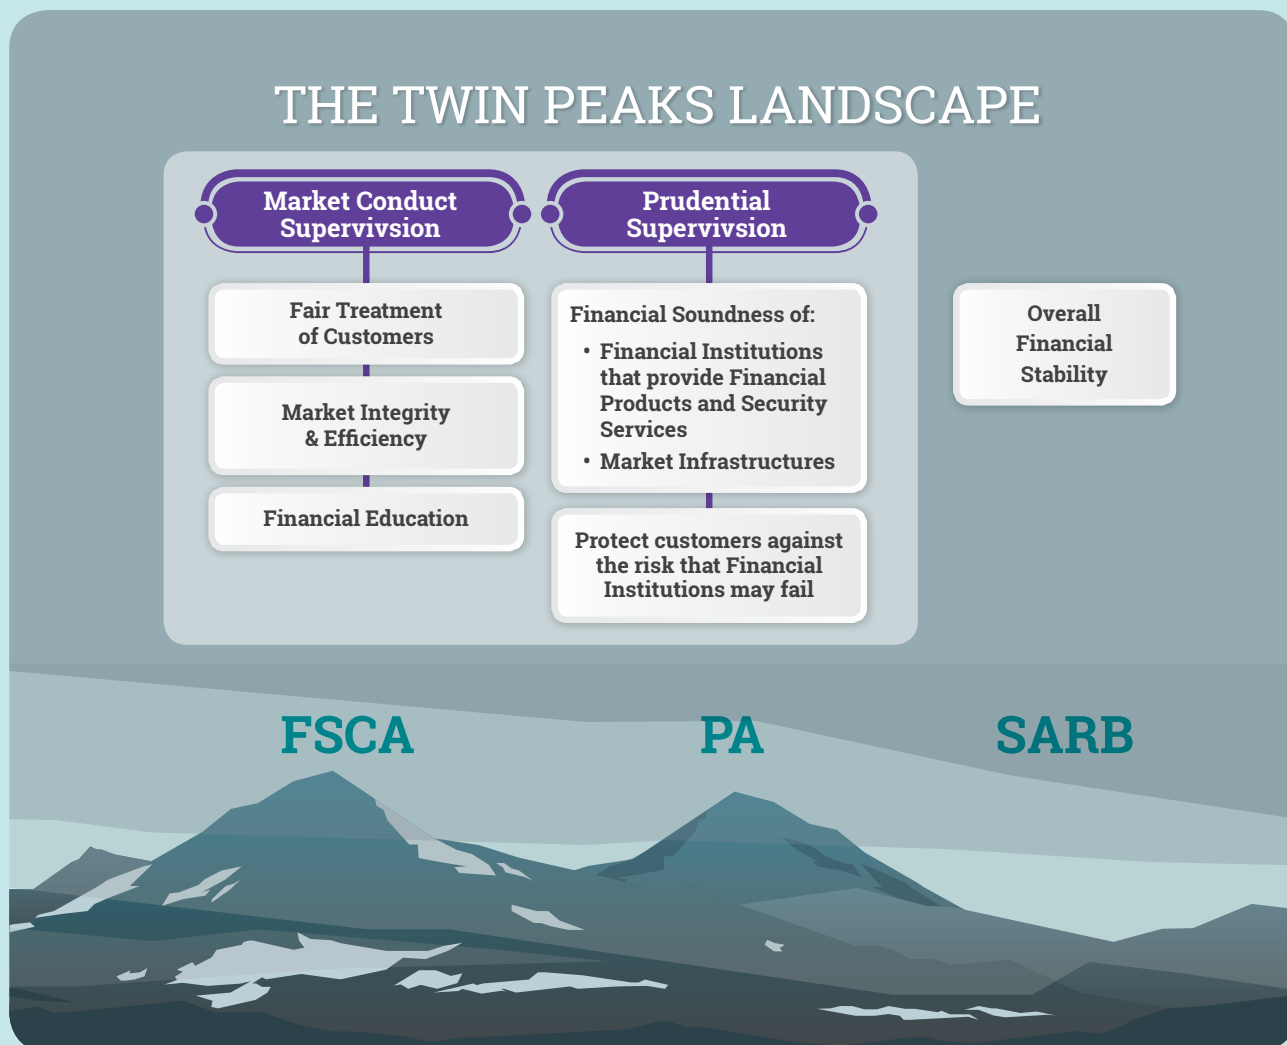 THE TWIN PEAKS LANDSCAPE
Market Conduct
Supervivsion
Fair Treatment
of Customers
Market Integrity
& Efficiency
Financial Education
Prudential
Supervivsion
Financial Soundness of:
• Financial Institutions
that provide Financial
Products and Security
Services
• Market Infrastructures
Protect customers against
the risk that Financial
Institutions may fail
Overall
Financial
Stability
FSCA
PA
SARB